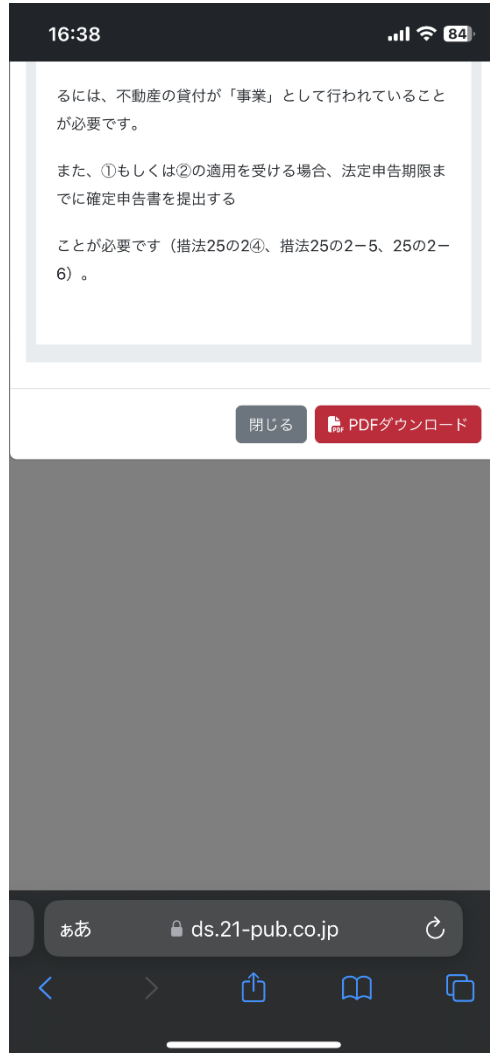 16:38
84
るには、不動産の貸付が「事業」として行われていること
が必要です。
また、①もしくは②の適用を受ける場合、法定申告期限ま
でに確定申告書を提出する
ことが必要です（措法25の2④、措法25の2－5、25の2－
6）。
閉じる
PDF PDFダウンロード
ぁあ
ds.21-pub.co.jp